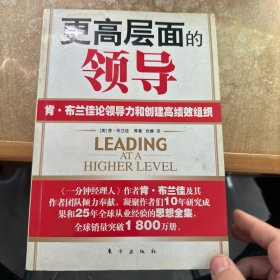 更高层面的
领导
肯·布兰佳论领导力和创建高绩效组织
[美]肯·布兰佳 等著 张静 译
LEADING
AT A
HIGHER LEVEL
《一分钟经理人》作者肯·布兰佳及其
作者团队倾力奉献，凝聚作者们10年研究成
果和25年全球从业经验的思想全集。
全球销量突破1800万册。
东方出版社